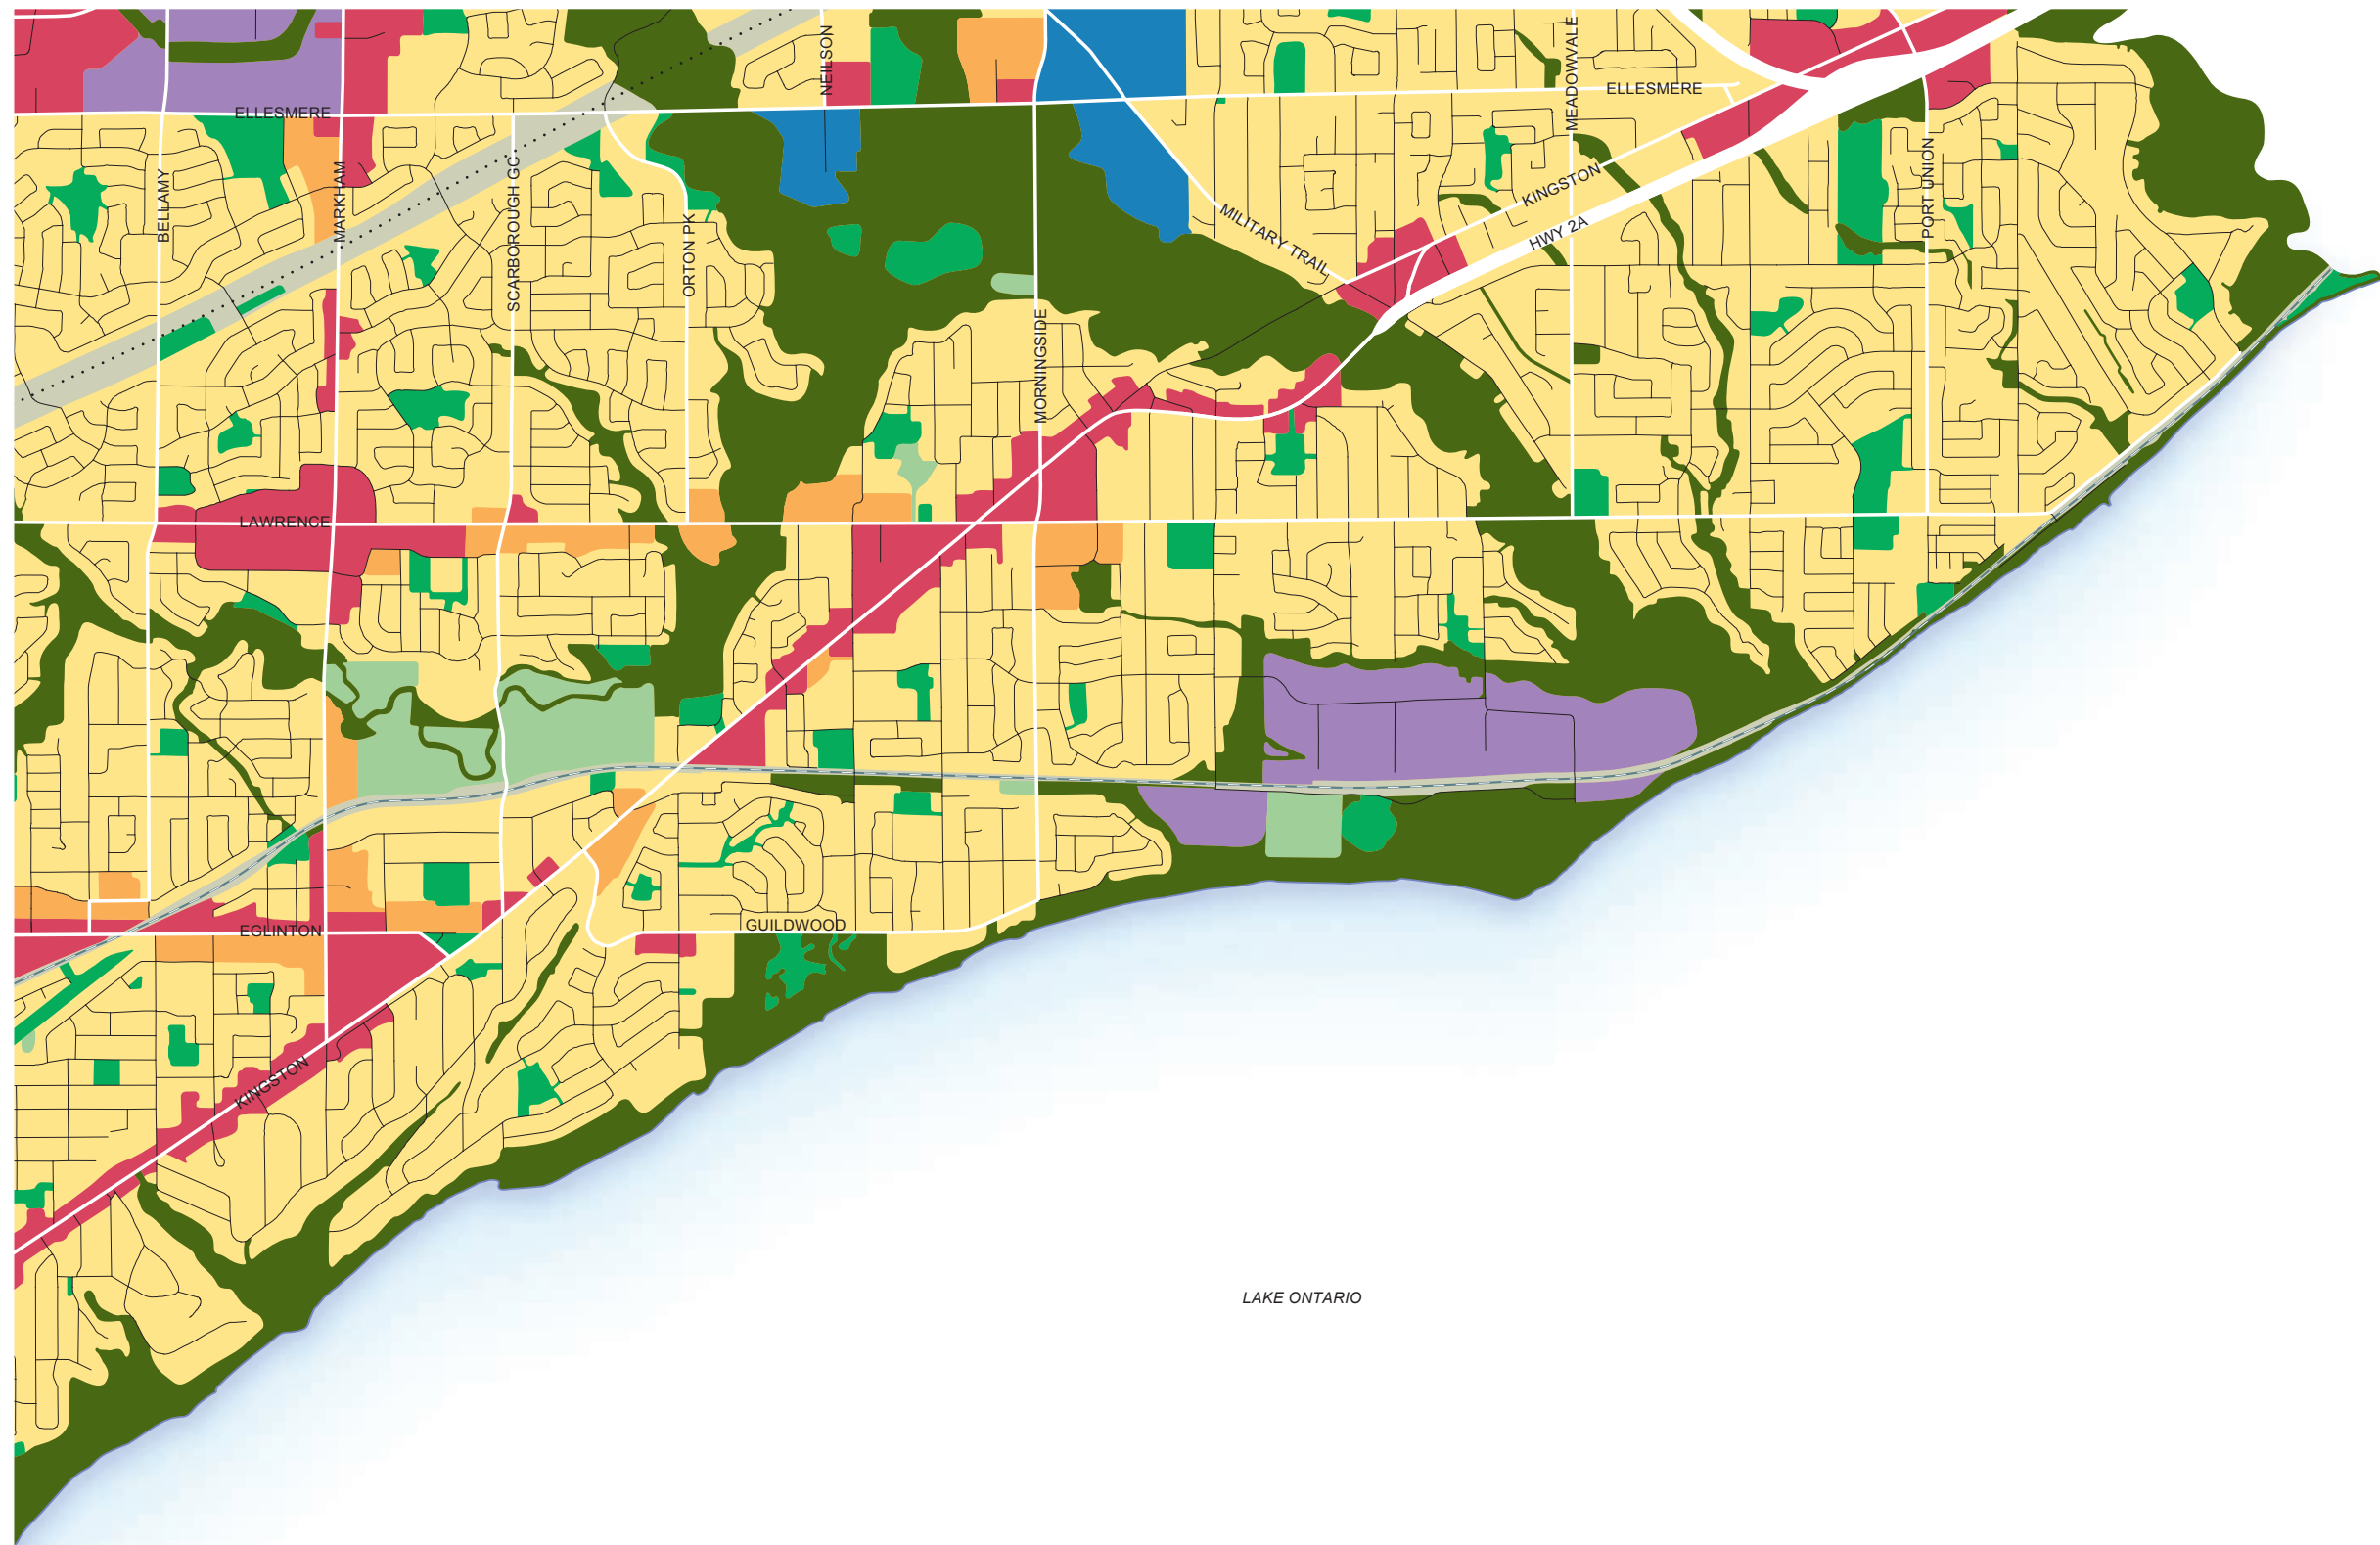 NEILSON
MEADOWVALE
ELLESMERE
ELLESMERE
BELLAMY
MARKHAM
SCARBOROUGH GC
ORTON PK
MILITARY TRAIL
KINGSTON
HWY 2A
PORT UNION
MORNINGSIDE
LAWRENCE
EGLINTON
GUILDWOOD
KINGSTON
LAKE ONTARIO